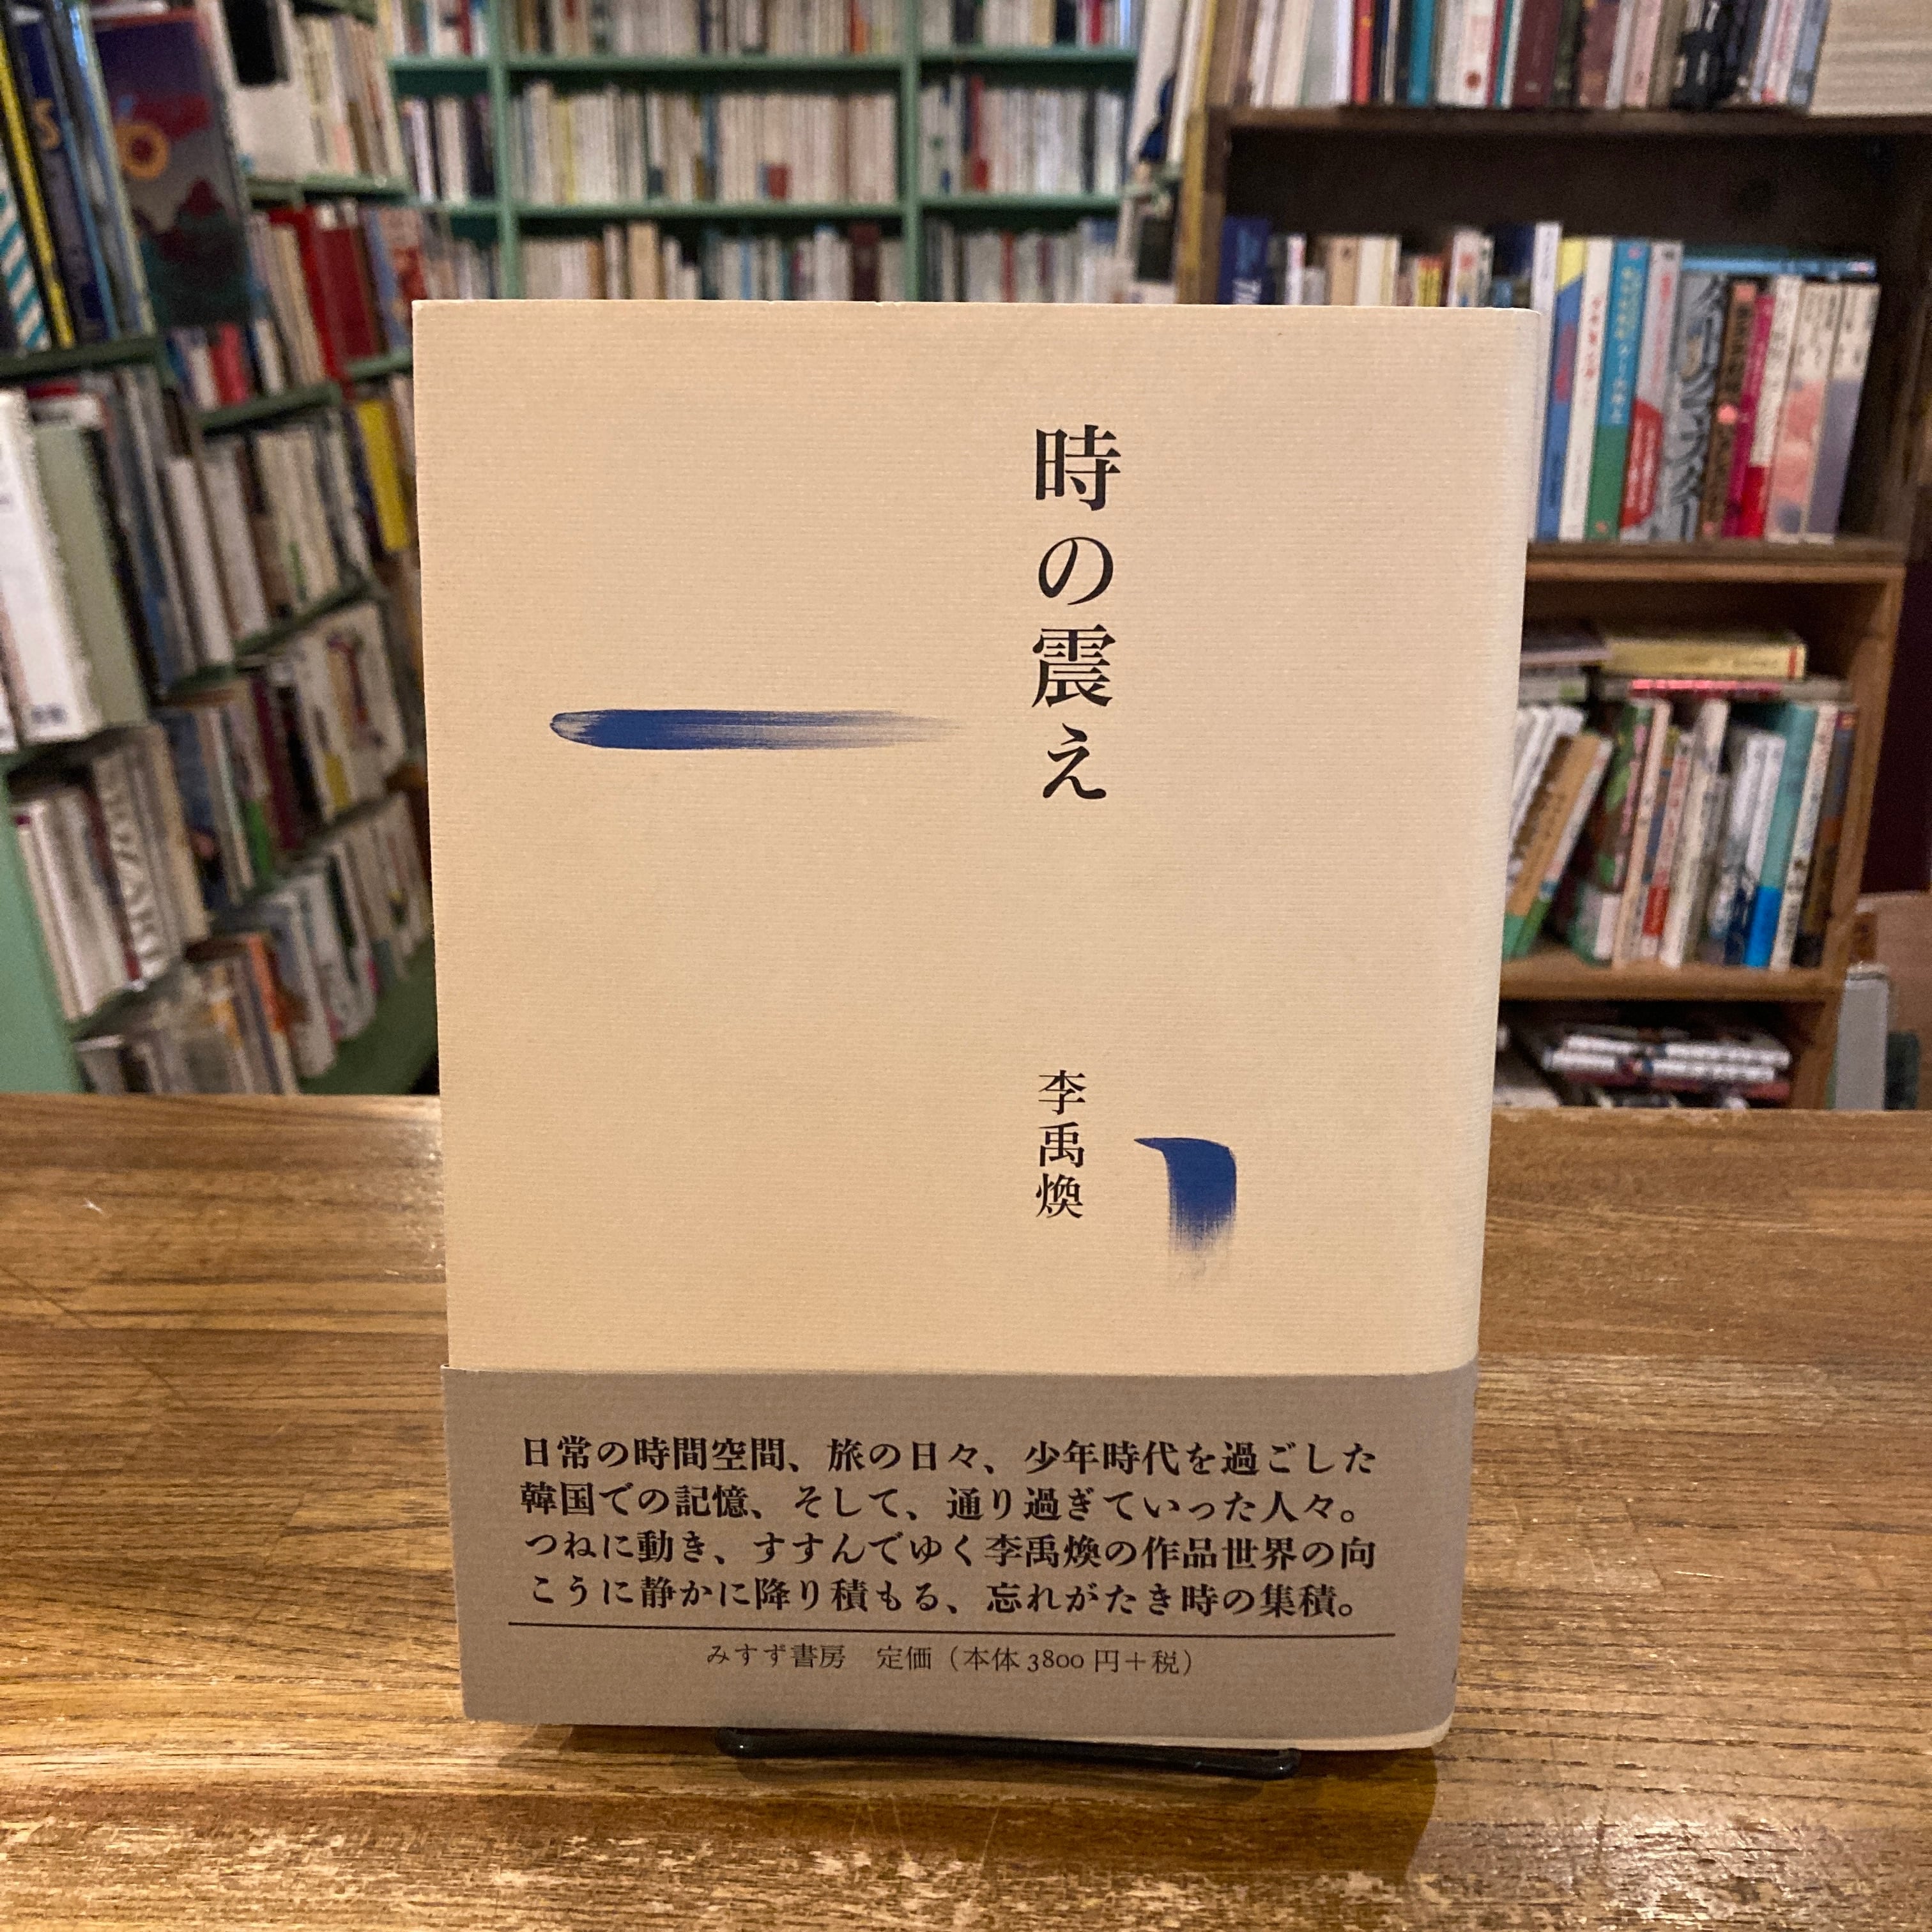 時の震え
李禹煥
日常の時間空間、旅の日々、少年時代を過ごした
韓国での記憶、そして、通り過ぎていった人々。
つねに動き、すすんでゆく李禹煥の作品世界の向
こうに静かに降り積もる、忘れがたき時の集積。
みすず書房　定価（本体3800円＋税）